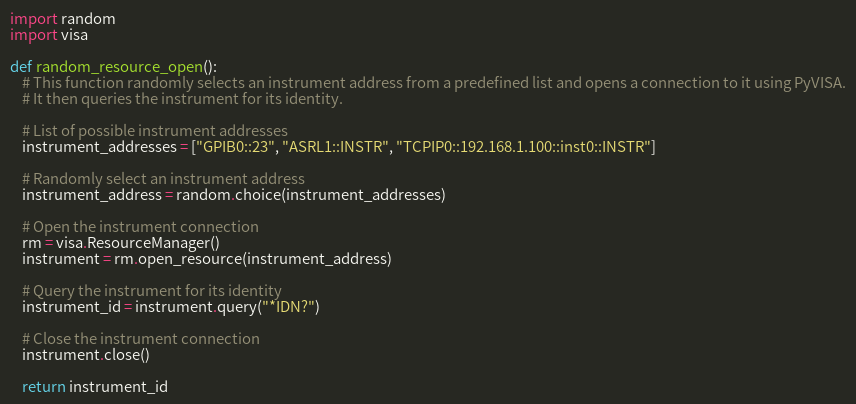 import random
import visa

def random_resource_open():
    # This function randomly selects an instrument address from a predefined list and opens a connection to it using PyVISA.
    # It then queries the instrument for its identity.

    # List of possible instrument addresses
    instrument_addresses = ["GPIB0::23", "ASRL1::INSTR", "TCPIP0::192.168.1.100::inst0::INSTR"]

    # Randomly select an instrument address
    instrument_address = random.choice(instrument_addresses)

    # Open the instrument connection
    rm = visa.ResourceManager()
    instrument = rm.open_resource(instrument_address)

    # Query the instrument for its identity
    instrument_id = instrument.query("*IDN?")

    # Close the instrument connection
    instrument.close()

    return instrument_id